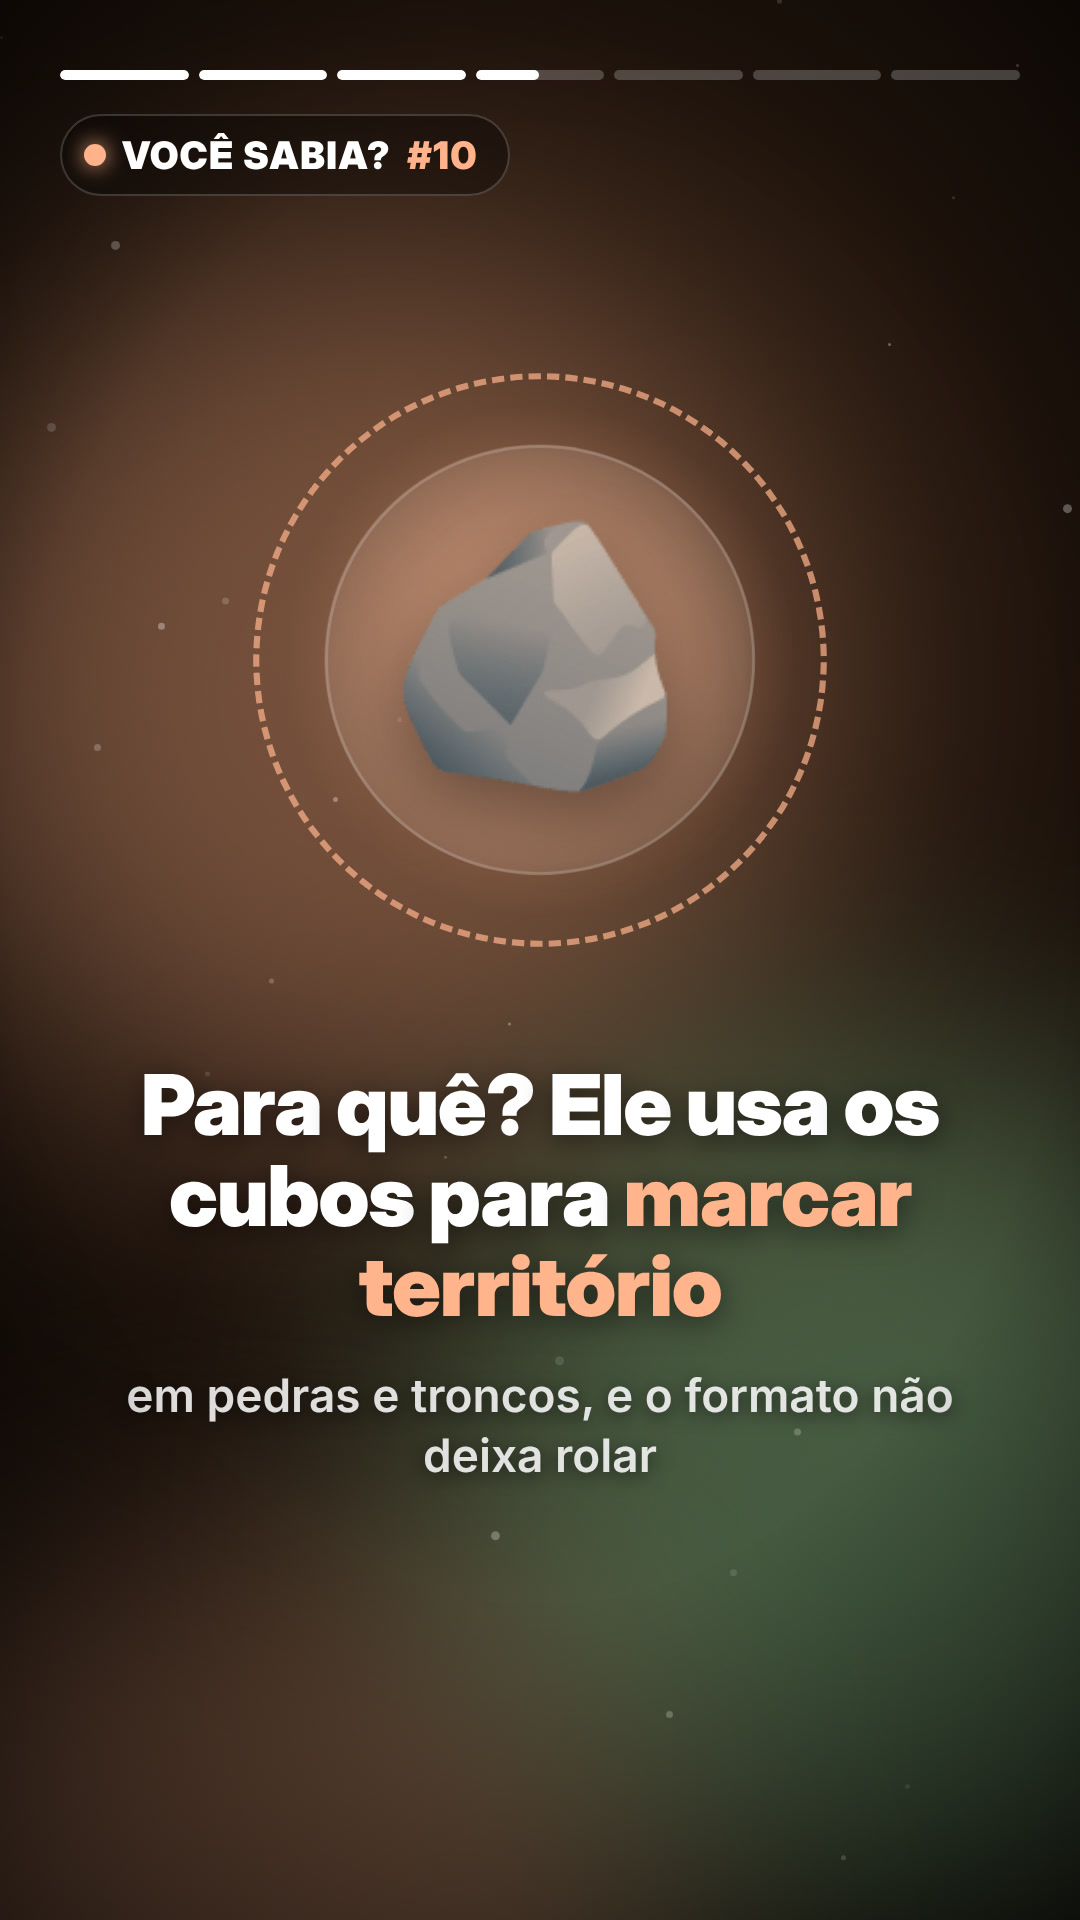 VOCÊ SABIA? #10
Para quê? Ele usa os
cubos para marcar
território
em pedras e troncos, e o formato não
deixa rolar